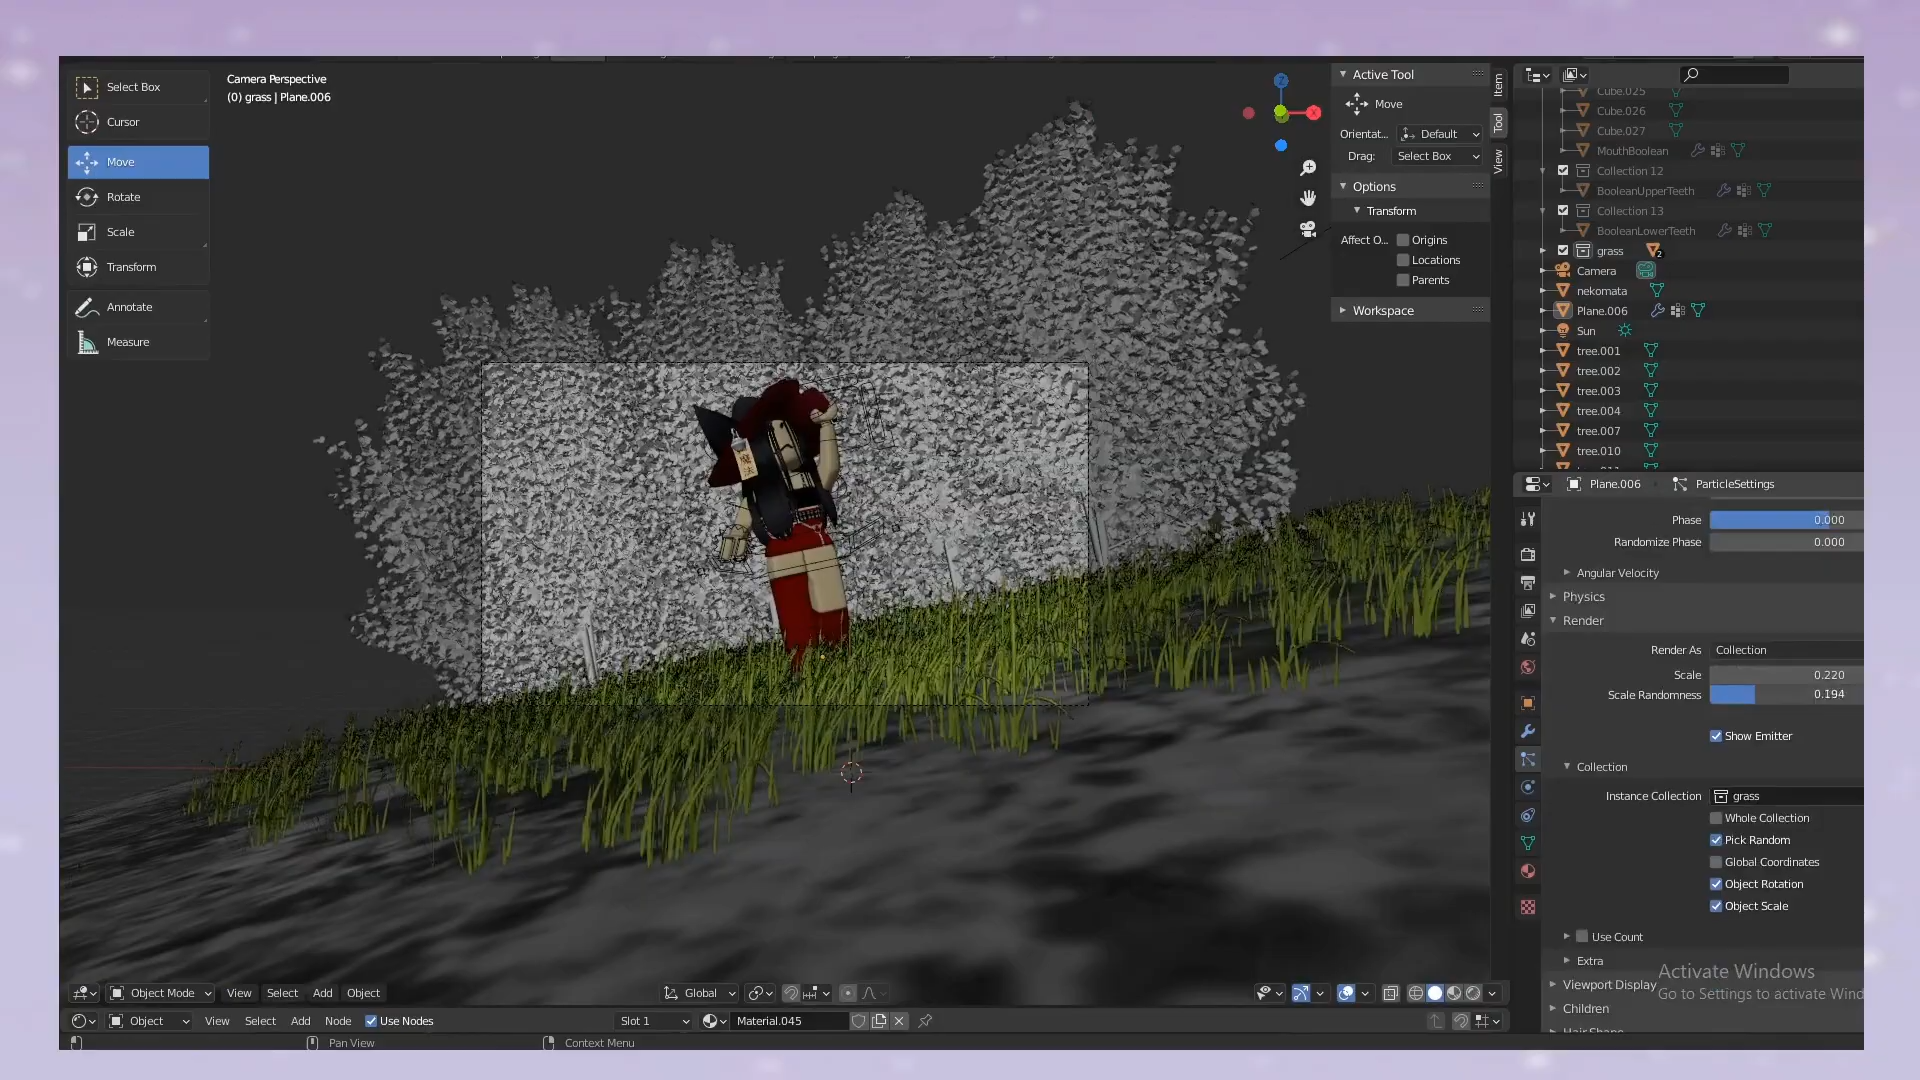 Select Box
Cursor
Move
Rotate
Scale
Transform
Annotate
Measure
Camera Perspective
(0) grass | Plane.006
魔
法
Active Tool
Move
Orientat... Default
Drag: Select Box
Options
Transform
Affect O... Origins
Locations
Parents
Workspace
Item
Tool
View
Z
X
Cube.025
Cube.026
Cube.027
MouthBoolean
Collection 12
BooleanUpperTeeth
Collection 13
BooleanLowerTeeth
grass 2
Camera
nekomata
Plane.006
Sun
tree.001
tree.002
tree.003
tree.004
tree.007
tree.010
Plane.006 ParticleSettings
Phase 0.000
Randomize Phase 0.000
Angular Velocity
Physics
Render
Render As Collection
Scale 0.220
Scale Randomness 0.194
Show Emitter
Collection
Instance Collection grass
Whole Collection
Pick Random
Global Coordinates
Object Rotation
Object Scale
Use Count
Extra
Viewport Display
Children
Hair Shape
Activate Windows
Go to Settings to activate Wind
Object Mode View Select Add Object Global
Object View Select Add Node Use Nodes Slot 1 Material.045
Pan View Context Menu